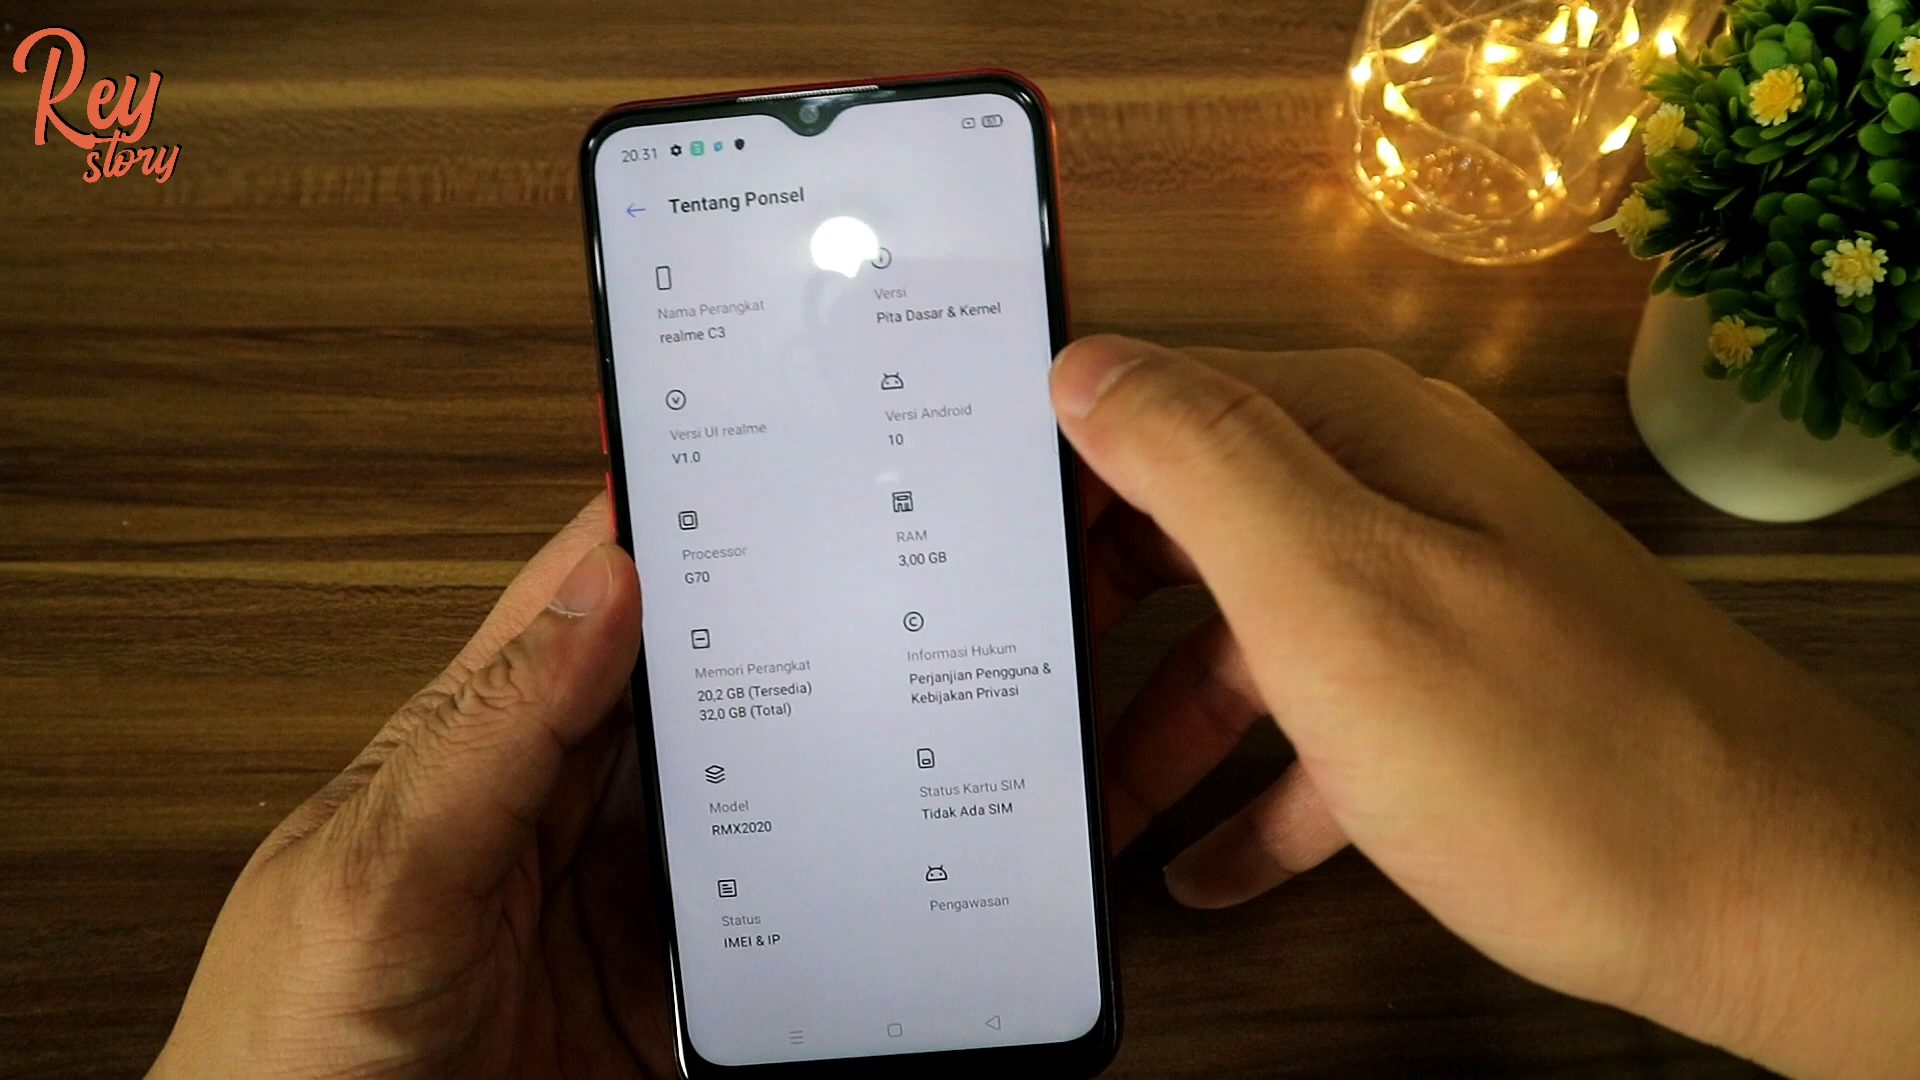 Rey
story
20.31
Tentang Ponsel
Nama Perangkat
realme C3
Versi
Pita Dasar & Kernel
Versi UI realme
V1.0
Versi Android
10
Processor
G70
RAM
3,00 GB
Memori Perangkat
20,2 GB (Tersedia)
32,0 GB (Total)
Informasi Hukum
Perjanjian Pengguna &
Kebijakan Privasi
Model
RMX2020
Status Kartu SIM
Tidak Ada SIM
Status
IMEI & IP
Pengawasan